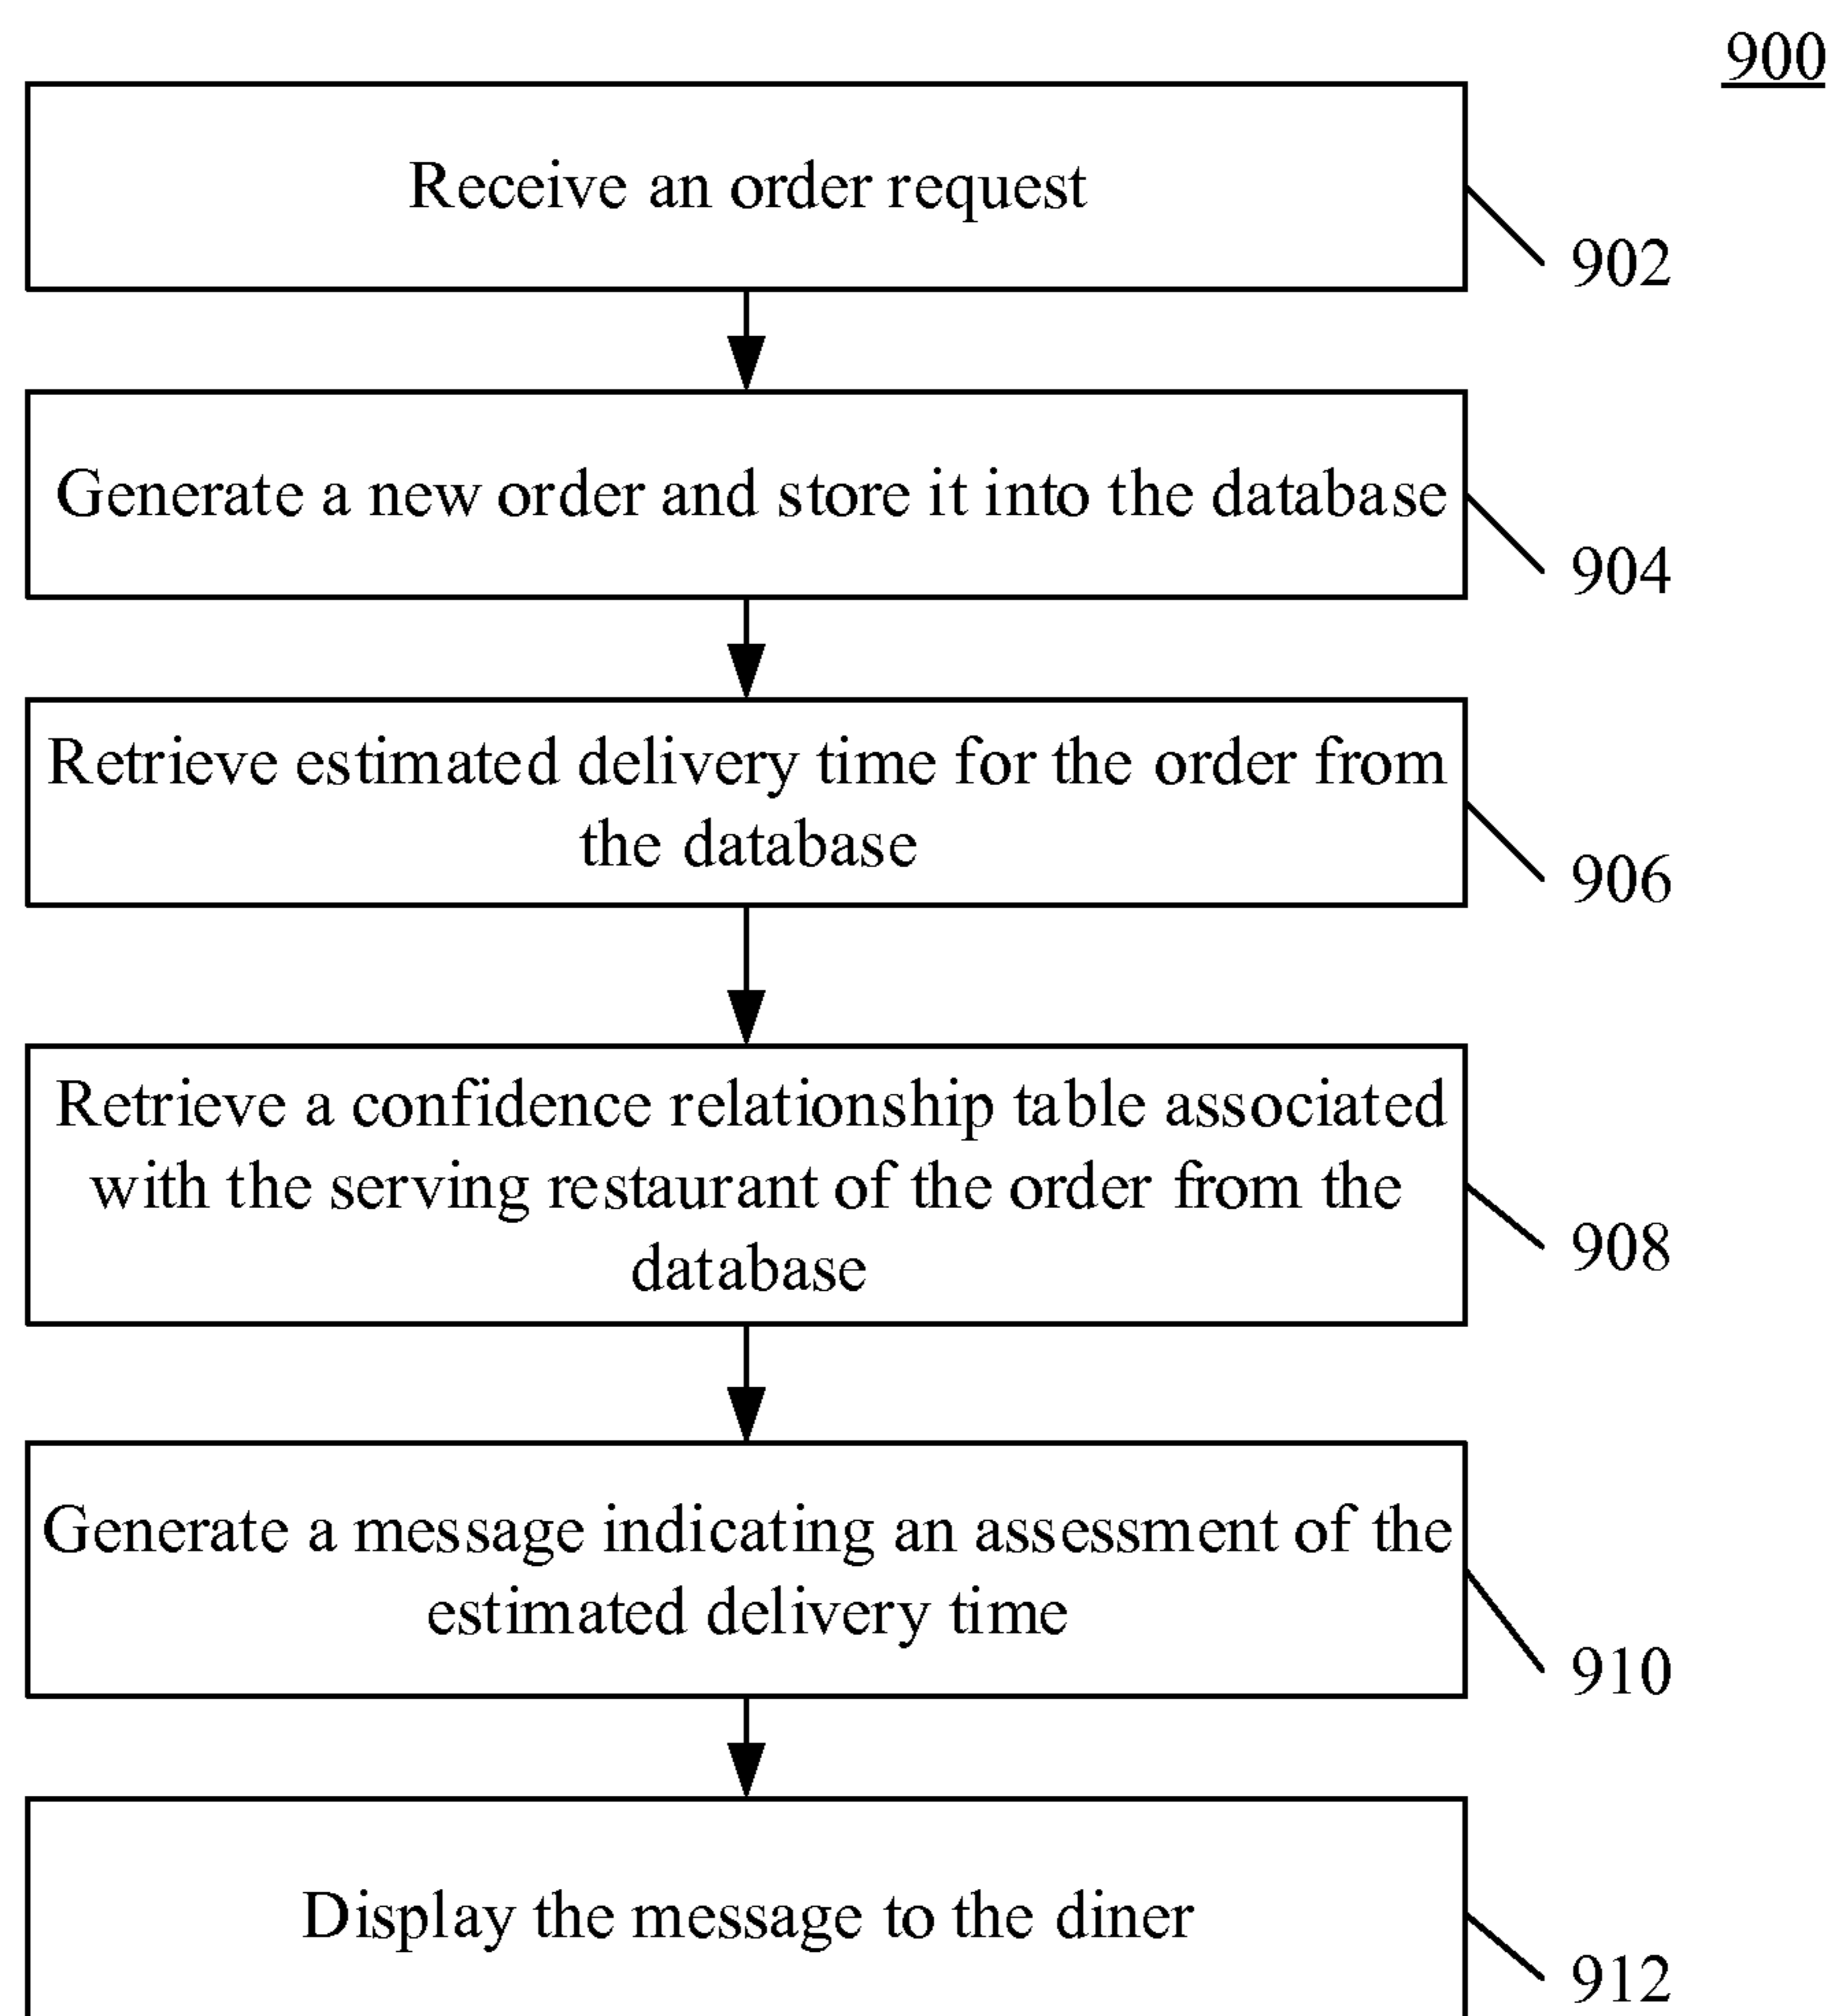 900
Receive an order request
902
Generate a new order and store it into the database
904
Retrieve estimated delivery time for the order from
the database
906
Retrieve a confidence relationship table associated
with the serving restaurant of the order from the
database
908
Generate a message indicating an assessment of the
estimated delivery time
910
Display the message to the diner
912